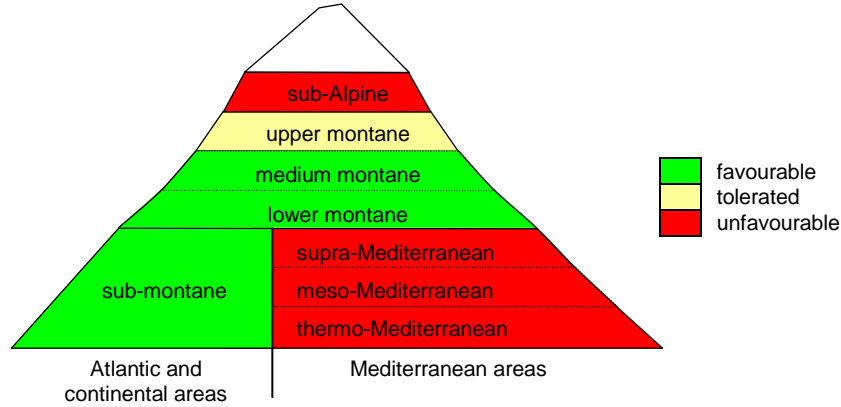 sub-Alpine
upper montane
medium montane
lower montane
sub-montane
supra-Mediterranean
meso-Mediterranean
thermo-Mediterranean
Atlantic and
continental areas
Mediterranean areas
favourable
tolerated
unfavourable